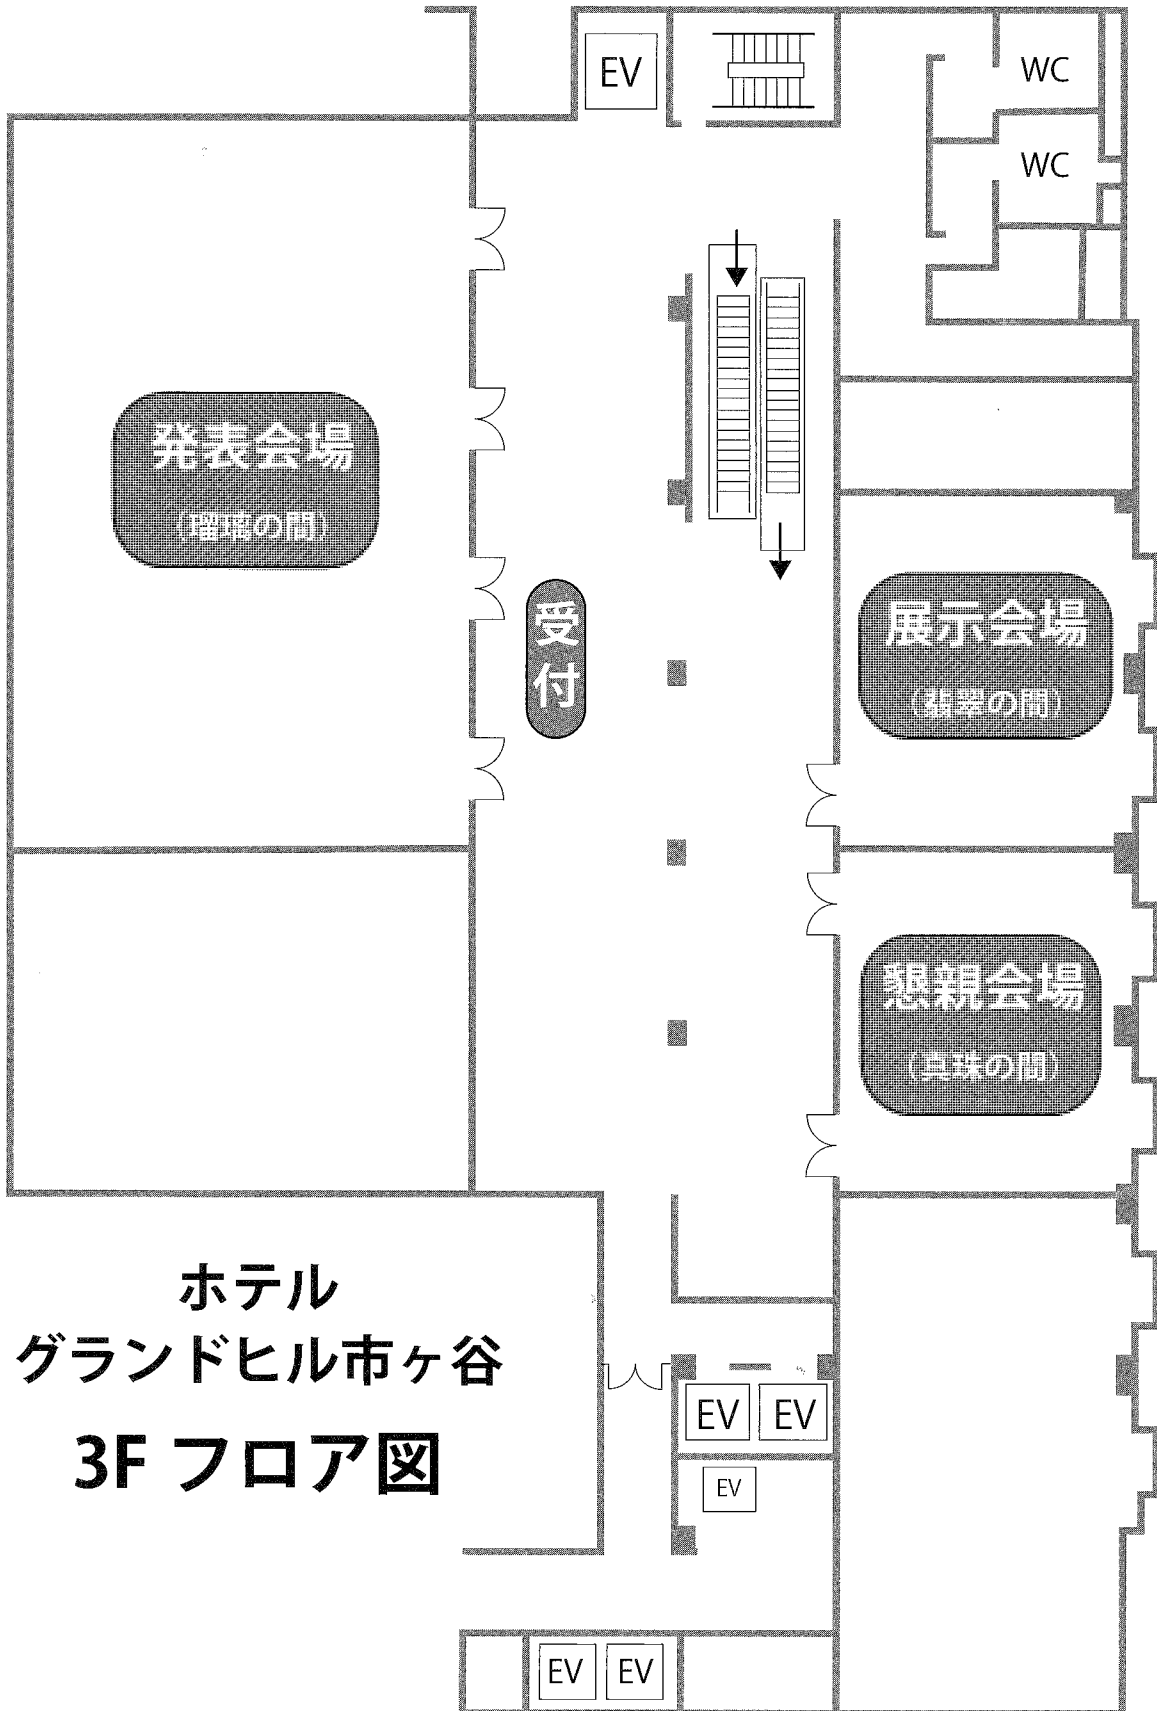 EV
WC
WC
発表会場
(瑠璃の間)
受付
展示会場
(翡翠の間)
懇親会場
(真珠の間)
ホテル
グランドヒル市ヶ谷
3F フロア図
EV
EV
EV
EV
EV